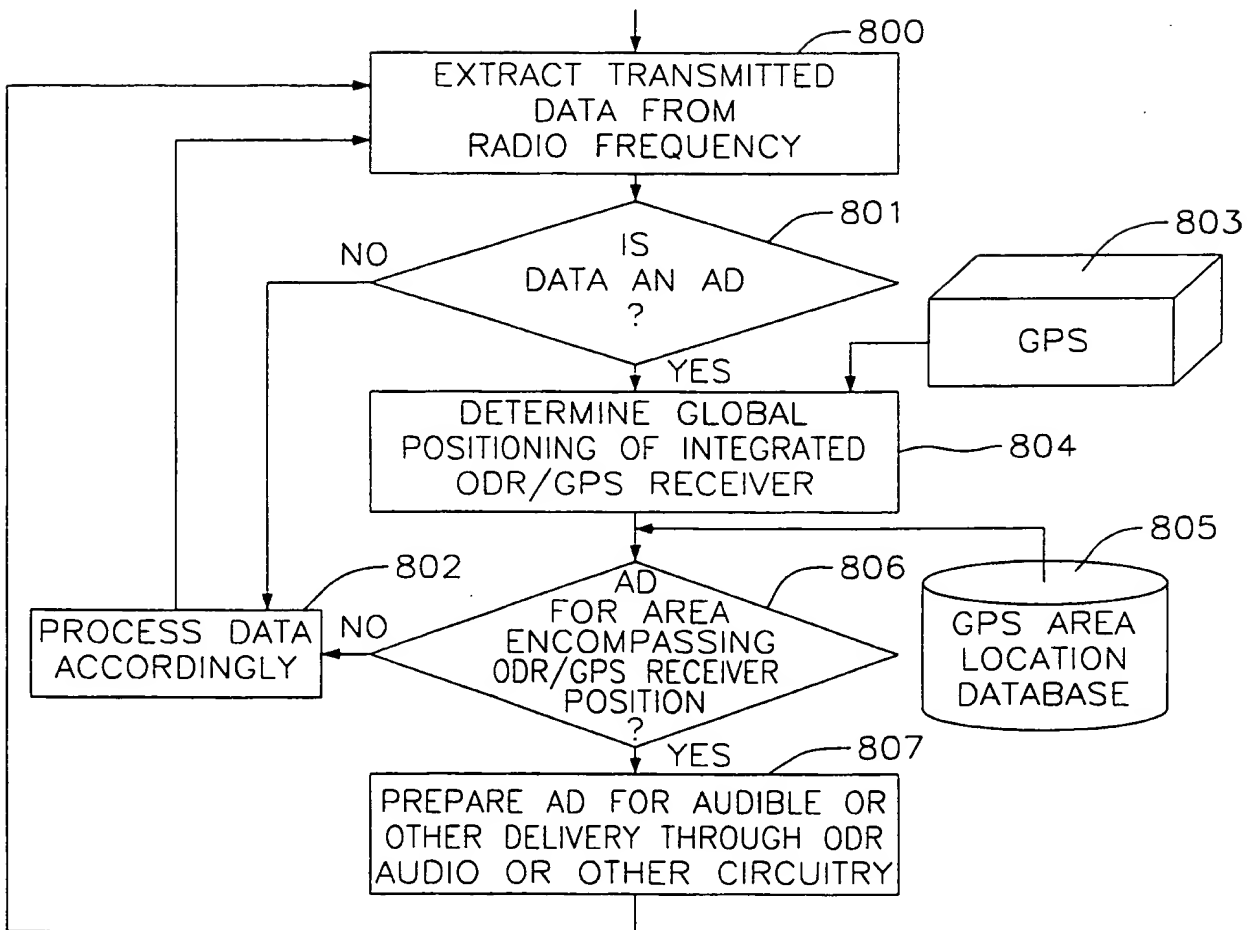 800
EXTRACT TRANSMITTED
DATA FROM
RADIO FREQUENCY
801
NO
IS
DATA AN AD
?
803
GPS
YES
DETERMINE GLOBAL
POSITIONING OF INTEGRATED
ODR/GPS RECEIVER
804
805
802
806
AD
FOR AREA
ENCOMPASSING
ODR/GPS RECEIVER
POSITION
?
NO
PROCESS DATA
ACCORDINGLY
GPS AREA
LOCATION
DATABASE
YES
807
PREPARE AD FOR AUDIBLE OR
OTHER DELIVERY THROUGH ODR
AUDIO OR OTHER CIRCUITRY